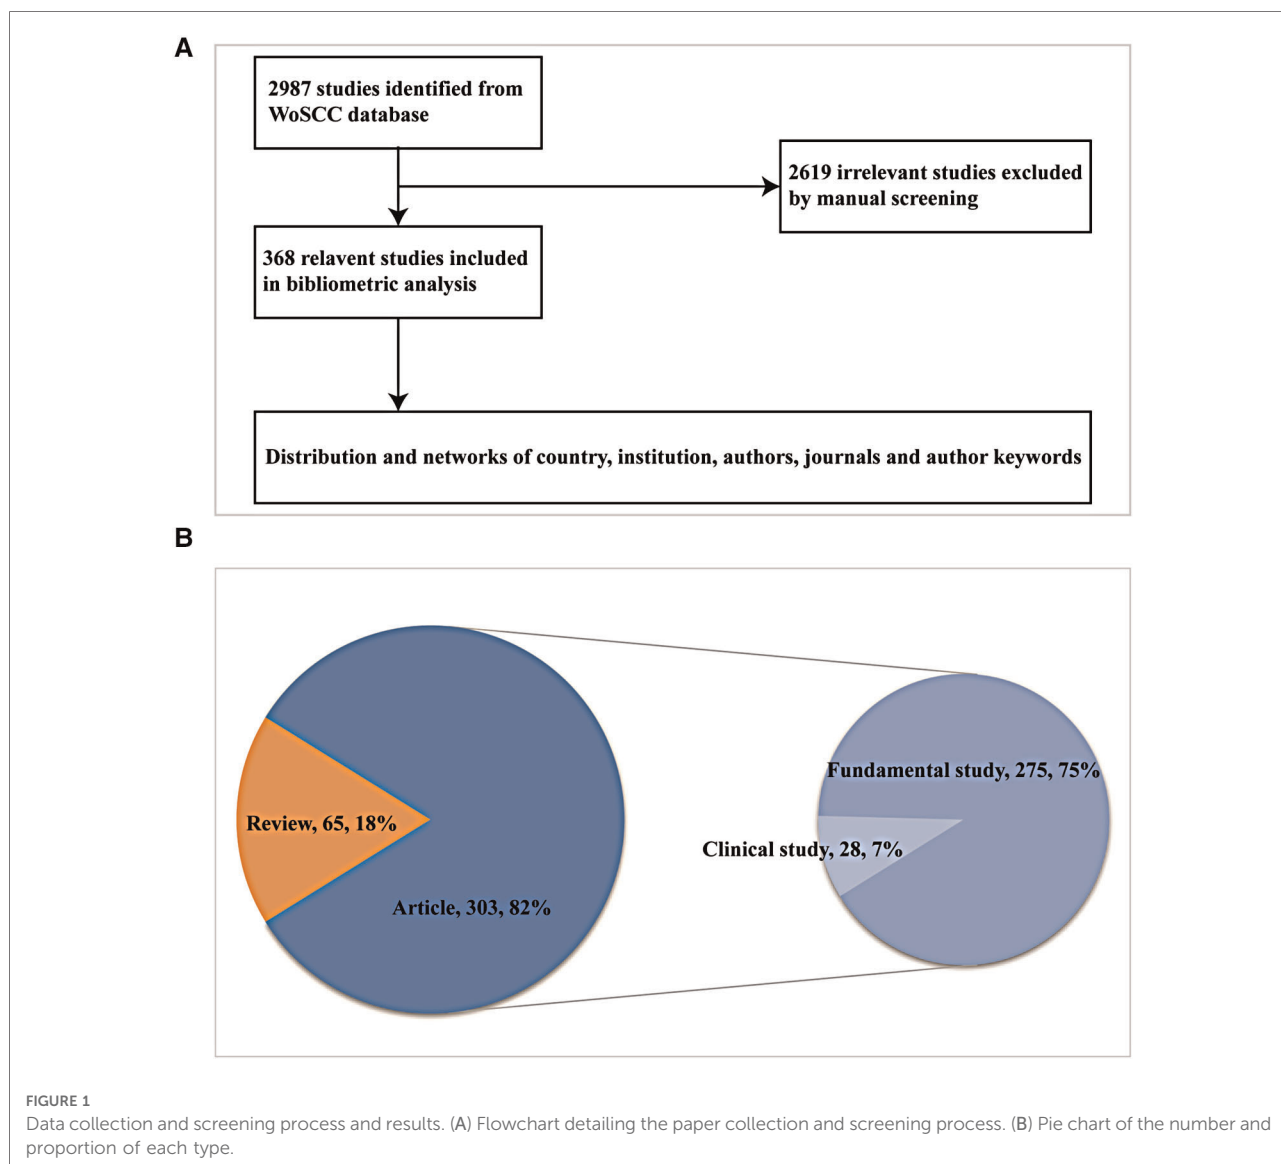 A
2987 studies identified from
WoSCC database
2619 irrelevant studies excluded
by manual screening
368 relavent studies included
in bibliometric analysis
Distribution and networks of country, institution, authors, journals and author keywords
B
Fundamental study, 275, 75%
Review, 65, 18%
Clinical study, 28, 7%
Article, 303, 82%
FIGURE 1
Data collection and screening process and results. (A) Flowchart detailing the paper collection and screening process. (B) Pie chart of the number and
proportion of each type.